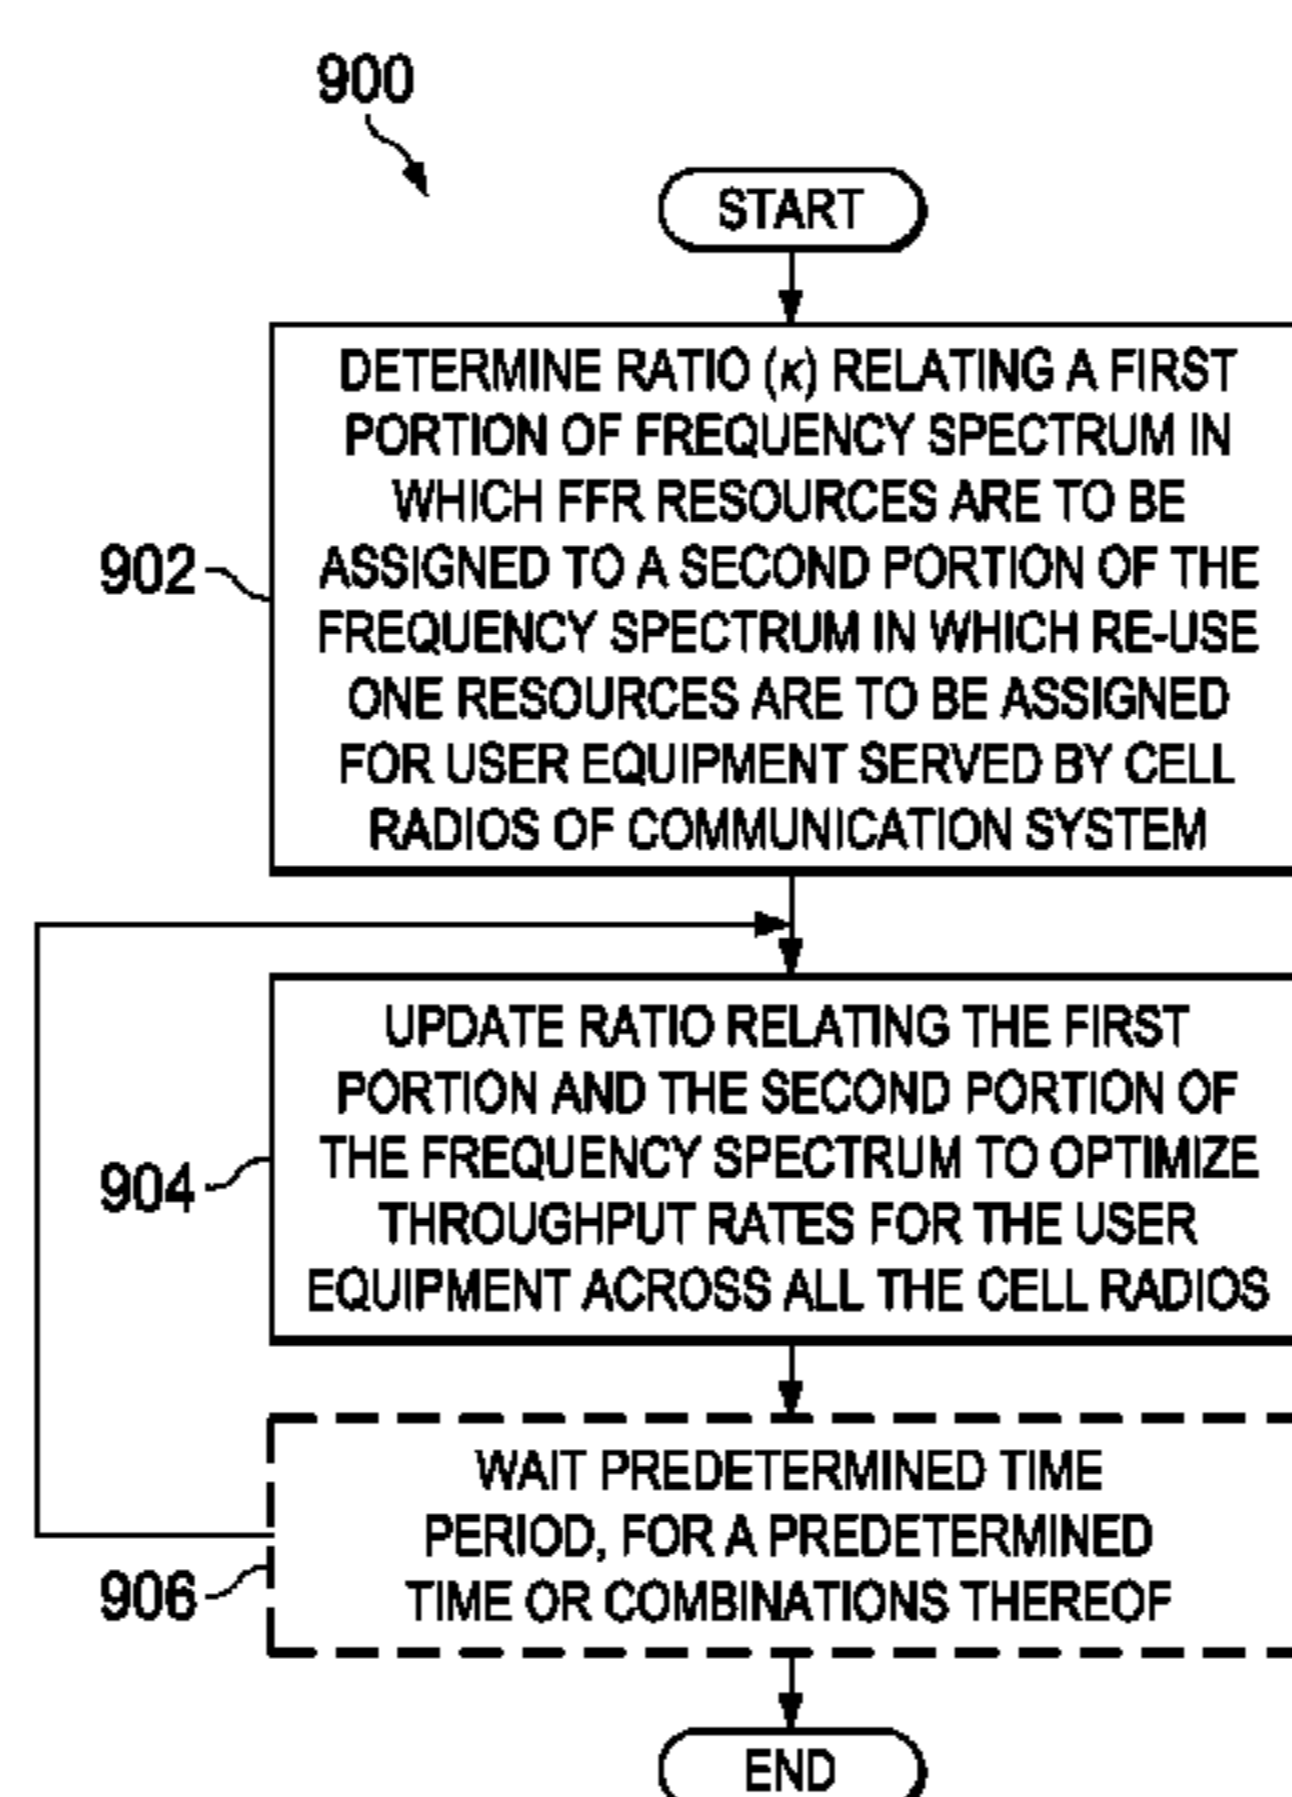 900
START
DETERMINE RATIO (κ) RELATING A FIRST
PORTION OF FREQUENCY SPECTRUM IN
WHICH FFR RESOURCES ARE TO BE
ASSIGNED TO A SECOND PORTION OF THE
FREQUENCY SPECTRUM IN WHICH RE-USE
ONE RESOURCES ARE TO BE ASSIGNED
FOR USER EQUIPMENT SERVED BY CELL
RADIOS OF COMMUNICATION SYSTEM
902
UPDATE RATIO RELATING THE FIRST
PORTION AND THE SECOND PORTION OF
THE FREQUENCY SPECTRUM TO OPTIMIZE
THROUGHPUT RATES FOR THE USER
EQUIPMENT ACROSS ALL THE CELL RADIOS
904
WAIT PREDETERMINED TIME
PERIOD, FOR A PREDETERMINED
TIME OR COMBINATIONS THEREOF
906
END